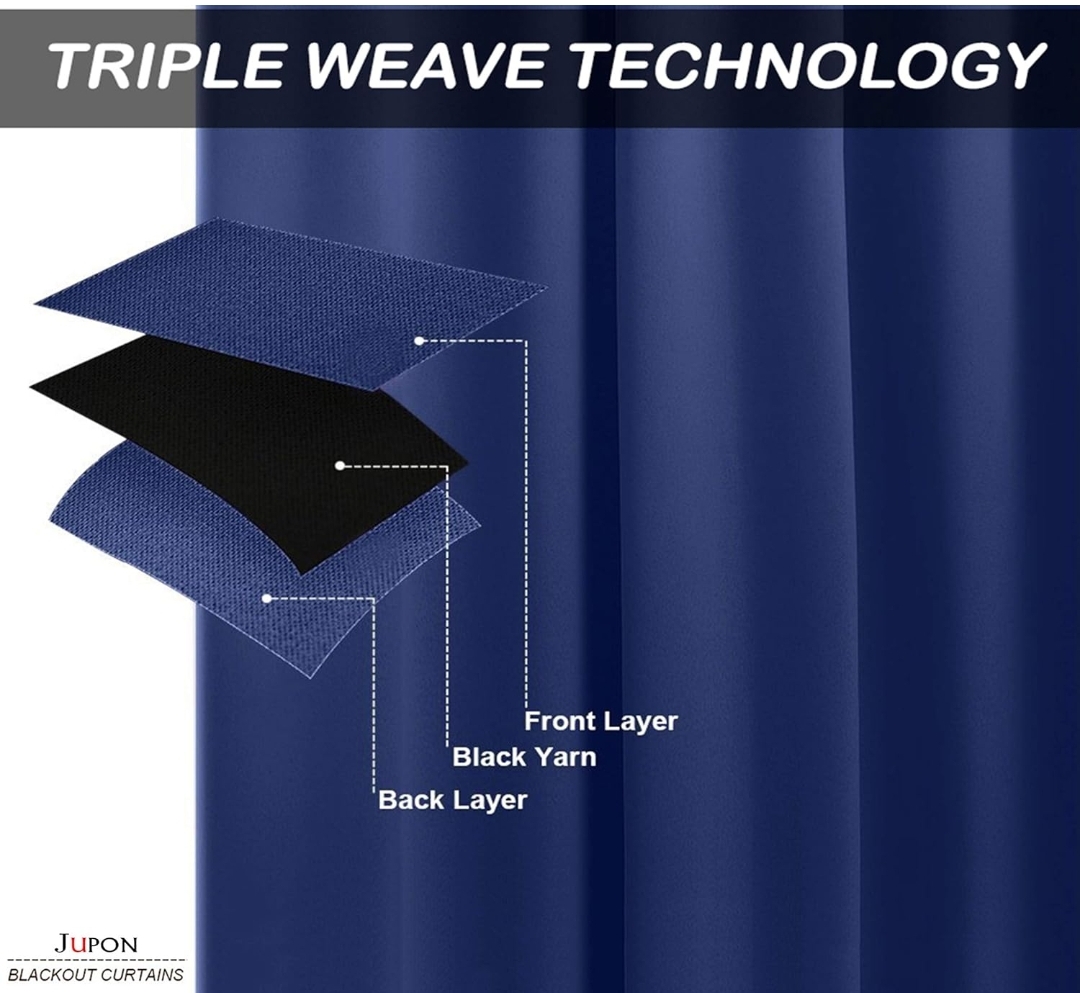 TRIPLE WEAVE TECHNOLOGY
Front Layer
Black Yarn
Back Layer
JUPON
BLACKOUT CURTAINS